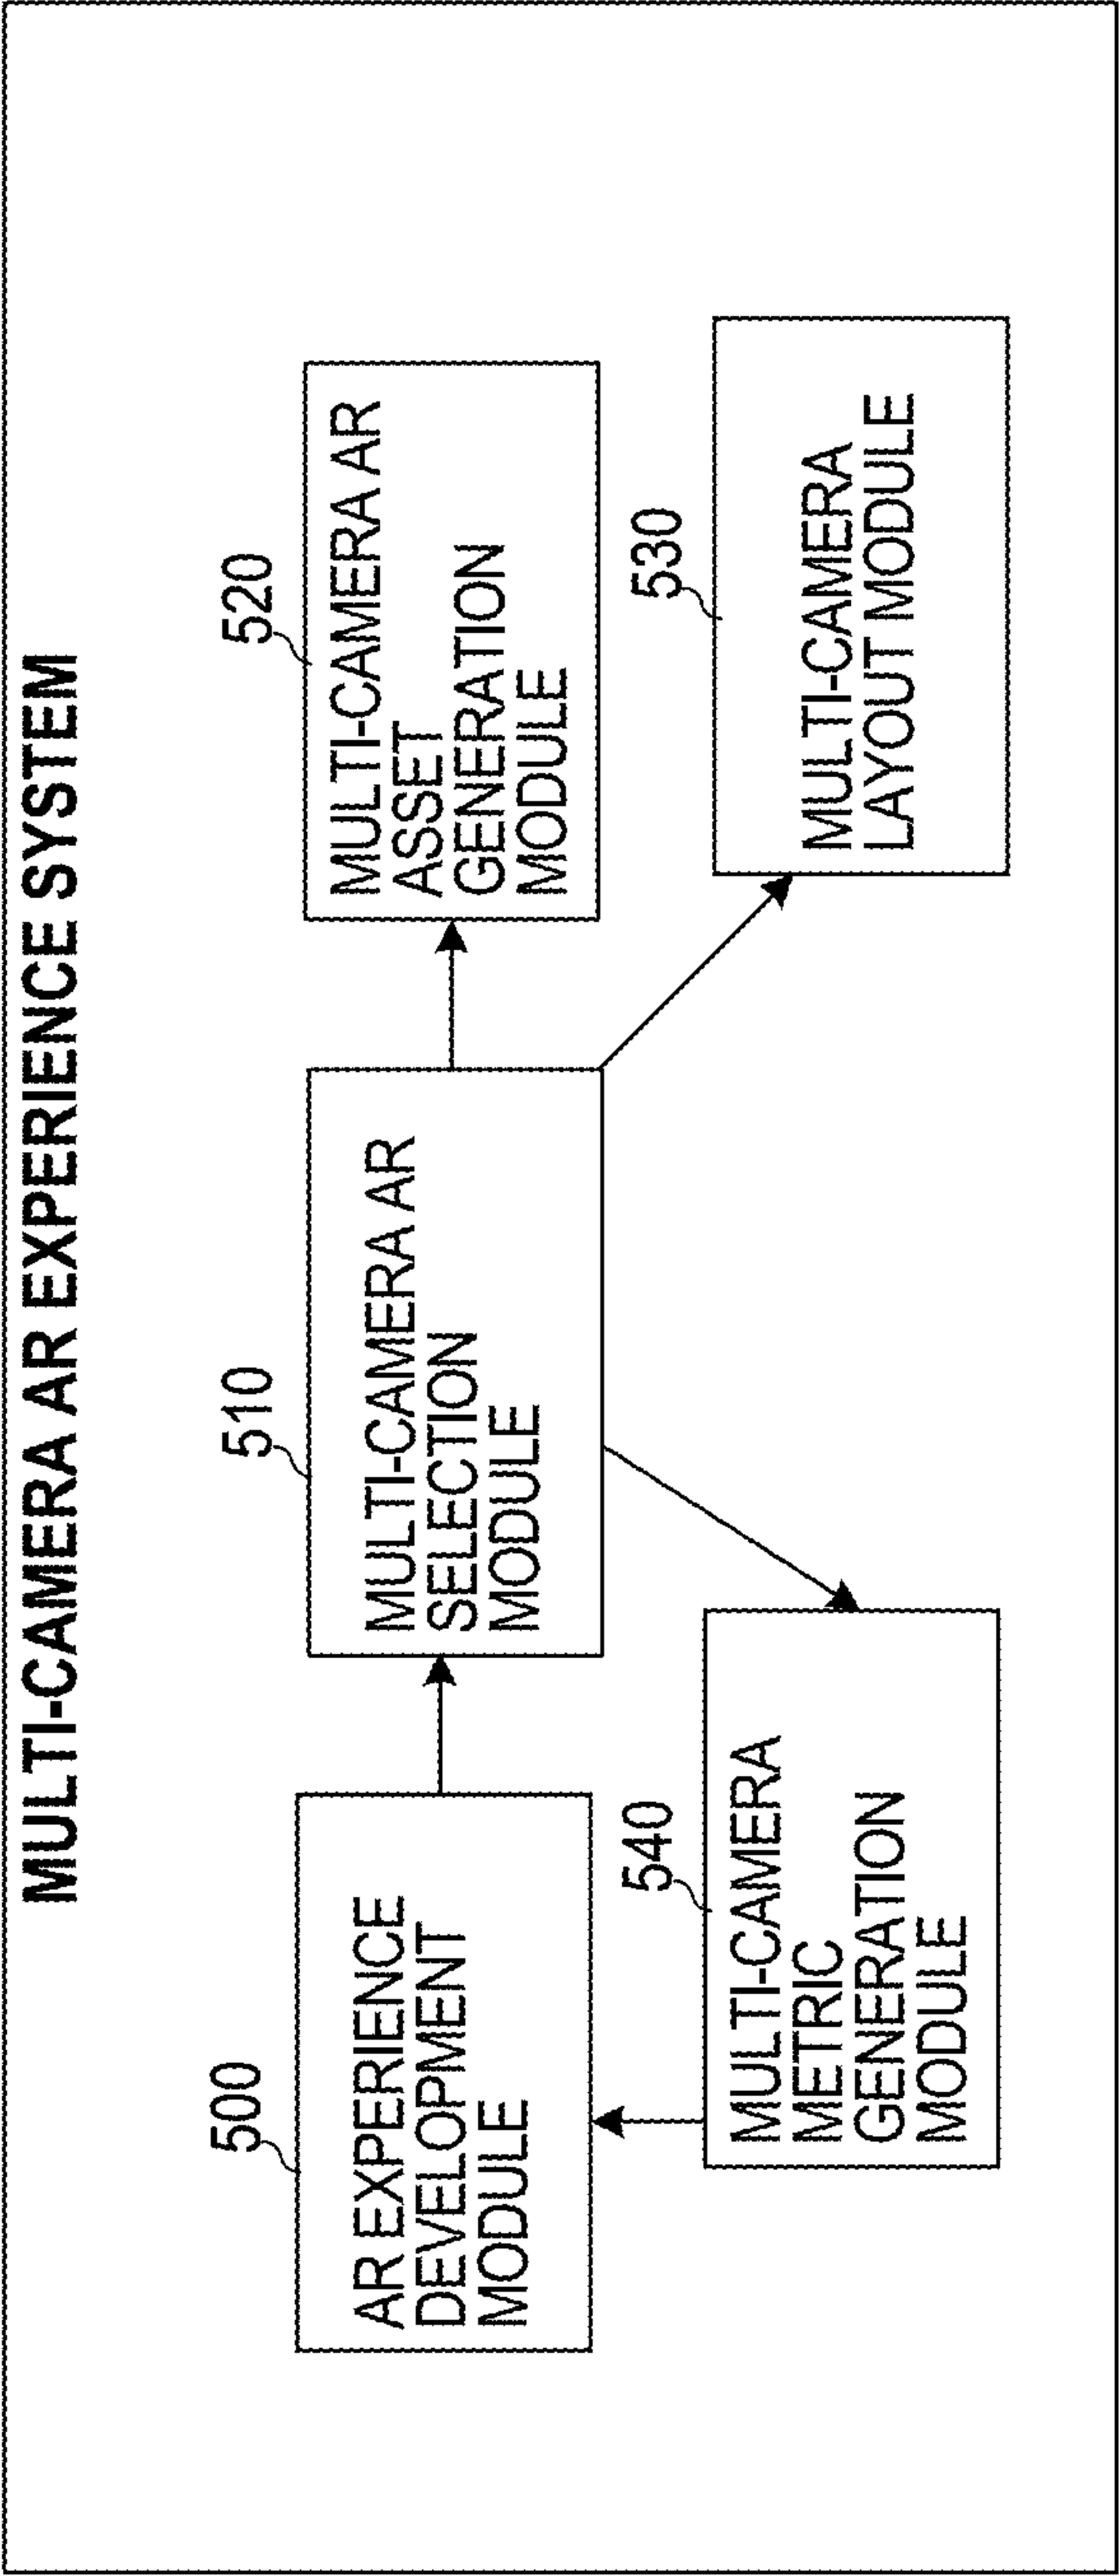 MULTI-CAMERA AR EXPERIENCE SYSTEM
500
AR EXPERIENCE
DEVELOPMENT
MODULE
510
MULTI-CAMERA AR
SELECTION
MODULE
520
MULTI-CAMERA AR
ASSET
GENERATION
MODULE
540
MULTI-CAMERA
METRIC
GENERATION
MODULE
530
MULTI-CAMERA
LAYOUT MODULE